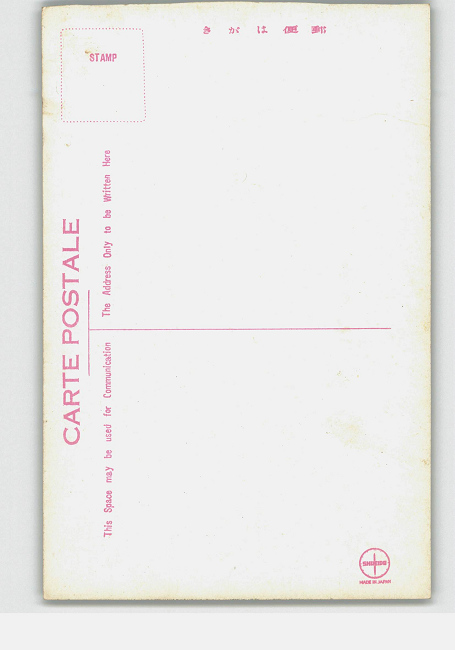 きがは便郵
STAMP
CARTE POSTALE
The Address Only to be Written Here
This Space may be used for Communication
MADE IN JAPAN